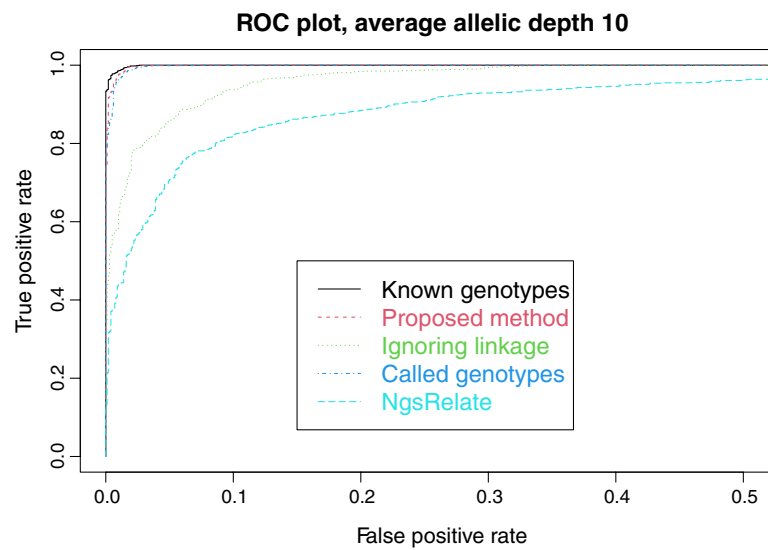 ROC plot, average allelic depth 10
1.0
0.8
0.6
0.4
0.2
0.0
True positive rate
Known genotypes
Proposed method
Ignoring linkage
Called genotypes
NgsRelate
0.0 0.1 0.2 0.3 0.4 0.5
False positive rate